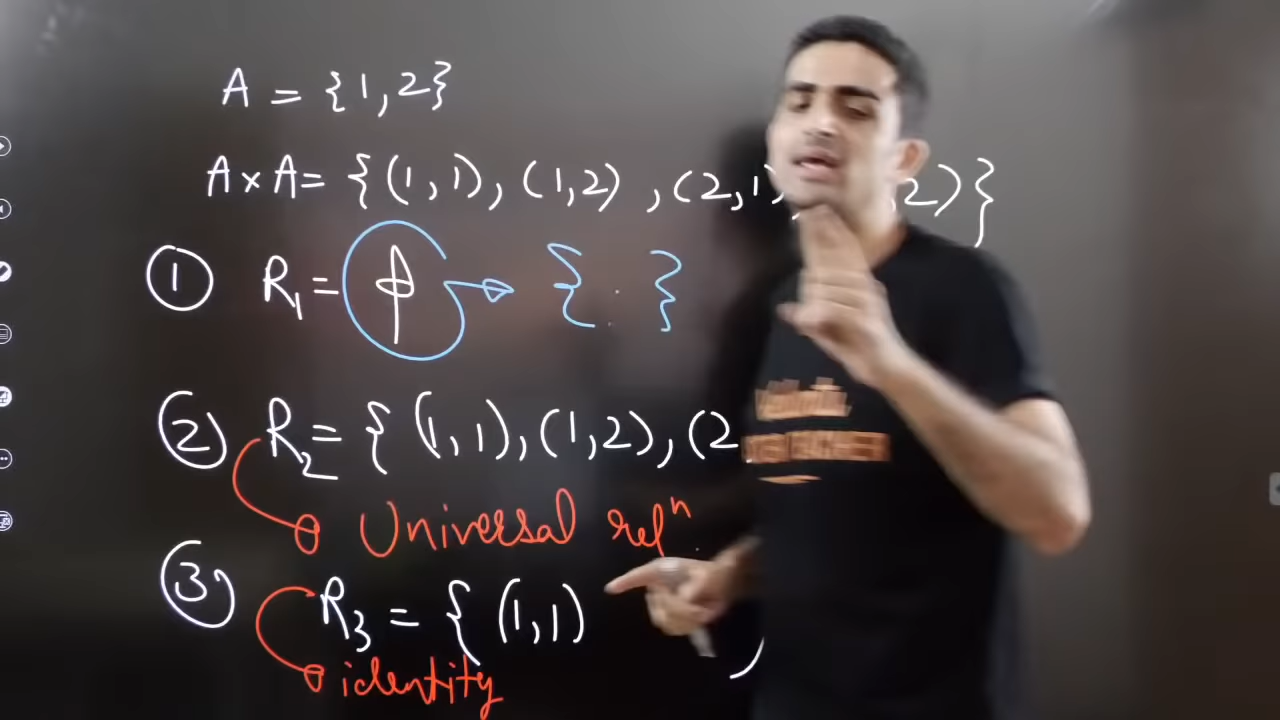 A = {1,2}
A×A= {(1,1), (1,2) , (2,1) ,2)}
① R₁= ϕ → { }
② R₂= { (1,1), (1,2), (2
Universal relⁿ
③ R₃ = { (1,1) )
identity